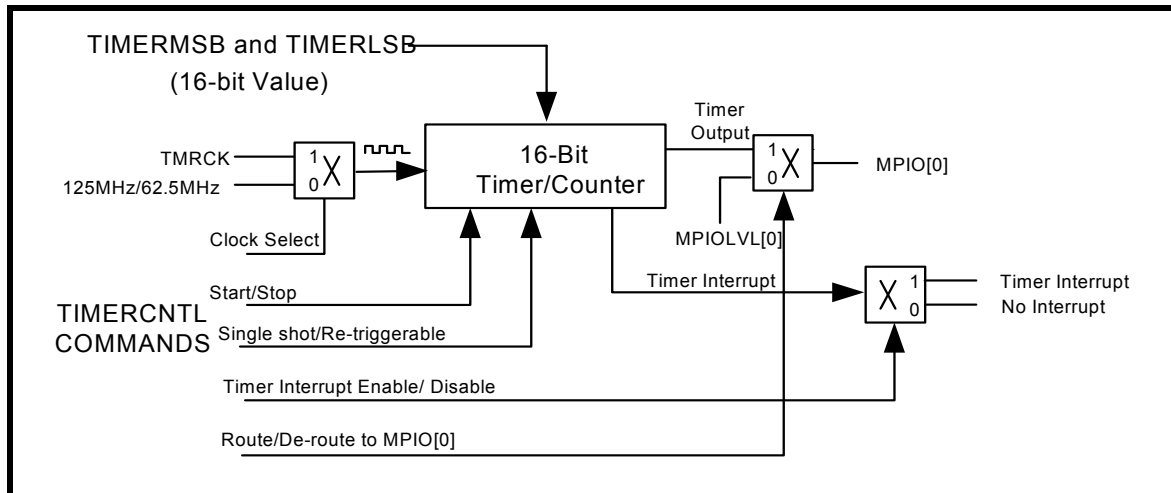 TIMERMSB and TIMERLSB
(16-bit Value)
TMRCK
125MHz/62.5MHz
1
0
X
Clock Select
16-Bit
Timer/Counter
Timer
Output
1
0
X
MPIO[0]
MPIOLVL[0]
Timer Interrupt
X
1
0
Timer Interrupt
No Interrupt
TIMERCNTL
COMMANDS
Start/Stop
Single shot/Re-triggerable
Timer Interrupt Enable/ Disable
Route/De-route to MPIO[0]